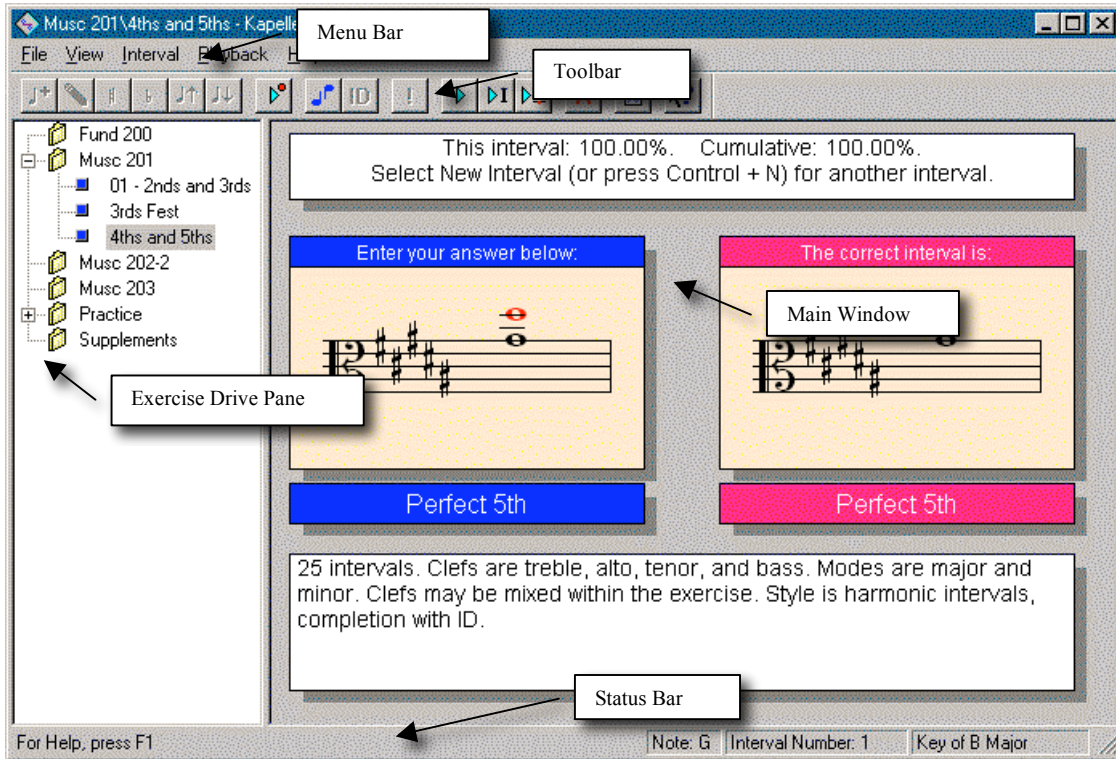 Musc 201\4ths and 5ths - Kapelle
Menu Bar
File View Interval Playback
Toolbar
ID
Fund 200
Musc 201
01 - 2nds and 3rds
3rds Fest
4ths and 5ths
Musc 202-2
Musc 203
Practice
Supplements
Exercise Drive Pane
This interval: 100.00%. Cumulative: 100.00%.
Select New Interval (or press Control + N) for another interval.
Enter your answer below:
The correct interval is:
Main Window
Perfect 5th
Perfect 5th
25 intervals. Clefs are treble, alto, tenor, and bass. Modes are major and
minor. Clefs may be mixed within the exercise. Style is harmonic intervals,
completion with ID.
Status Bar
For Help, press F1
Note: G
Interval Number: 1
Key of B Major